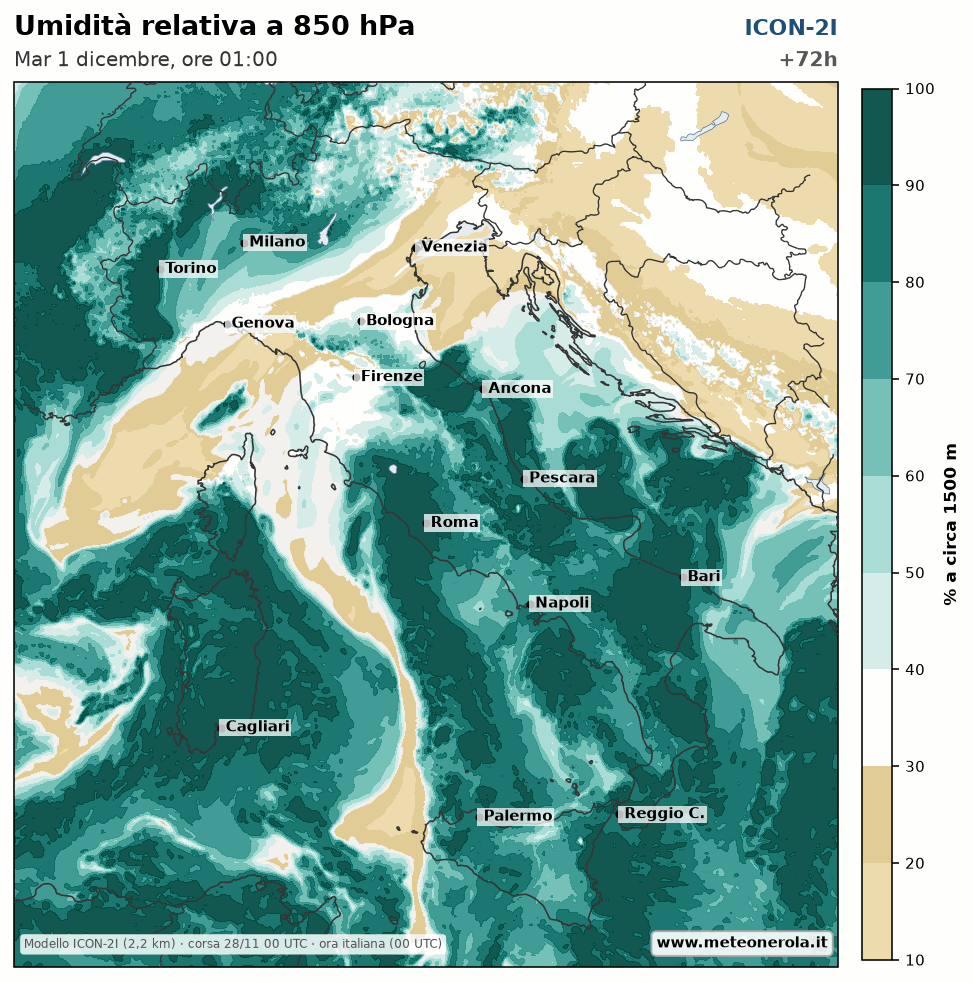 Umidità relativa a 850 hPa
ICON-2I
Mar 1 dicembre, ore 01:00
+72h
Milano
Torino
Venezia
Genova
Bologna
Firenze
Ancona
Pescara
Roma
Bari
Napoli
Cagliari
Palermo
Reggio C.
100
90
80
70
60
50
40
30
20
10
% a circa 1500 m
Modello ICON-2I (2,2 km) · corsa 28/11 00 UTC · ora italiana (00 UTC)
www.meteonerola.it